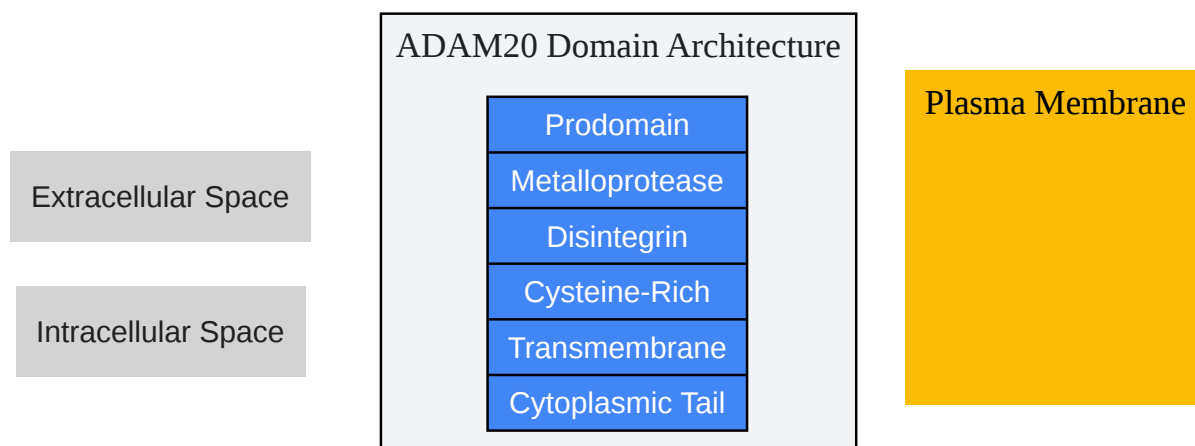 ADAM20 Domain Architecture
Prodomain
Metalloprotease
Disintegrin
Cysteine-Rich
Transmembrane
Cytoplasmic Tail
Extracellular Space
Intracellular Space
Plasma Membrane